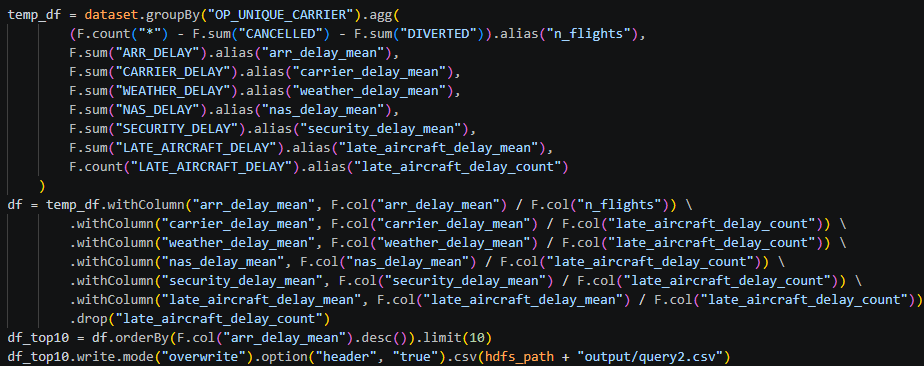 temp_df = dataset.groupBy("OP_UNIQUE_CARRIER").agg(
        (F.count("*") - F.sum("CANCELLED") - F.sum("DIVERTED")).alias("n_flights"),
        F.sum("ARR_DELAY").alias("arr_delay_mean"),
        F.sum("CARRIER_DELAY").alias("carrier_delay_mean"),
        F.sum("WEATHER_DELAY").alias("weather_delay_mean"),
        F.sum("NAS_DELAY").alias("nas_delay_mean"),
        F.sum("SECURITY_DELAY").alias("security_delay_mean"),
        F.sum("LATE_AIRCRAFT_DELAY").alias("late_aircraft_delay_mean"),
        F.count("LATE_AIRCRAFT_DELAY").alias("late_aircraft_delay_count")
    )
df = temp_df.withColumn("arr_delay_mean", F.col("arr_delay_mean") / F.col("n_flights")) \
        .withColumn("carrier_delay_mean", F.col("carrier_delay_mean") / F.col("late_aircraft_delay_count")) \
        .withColumn("weather_delay_mean", F.col("weather_delay_mean") / F.col("late_aircraft_delay_count")) \
        .withColumn("nas_delay_mean", F.col("nas_delay_mean") / F.col("late_aircraft_delay_count")) \
        .withColumn("security_delay_mean", F.col("security_delay_mean") / F.col("late_aircraft_delay_count")) \
        .withColumn("late_aircraft_delay_mean", F.col("late_aircraft_delay_mean") / F.col("late_aircraft_delay_count"))
        .drop("late_aircraft_delay_count")
df_top10 = df.orderBy(F.col("arr_delay_mean").desc()).limit(10)
df_top10.write.mode("overwrite").option("header", "true").csv(hdfs_path + "output/query2.csv")